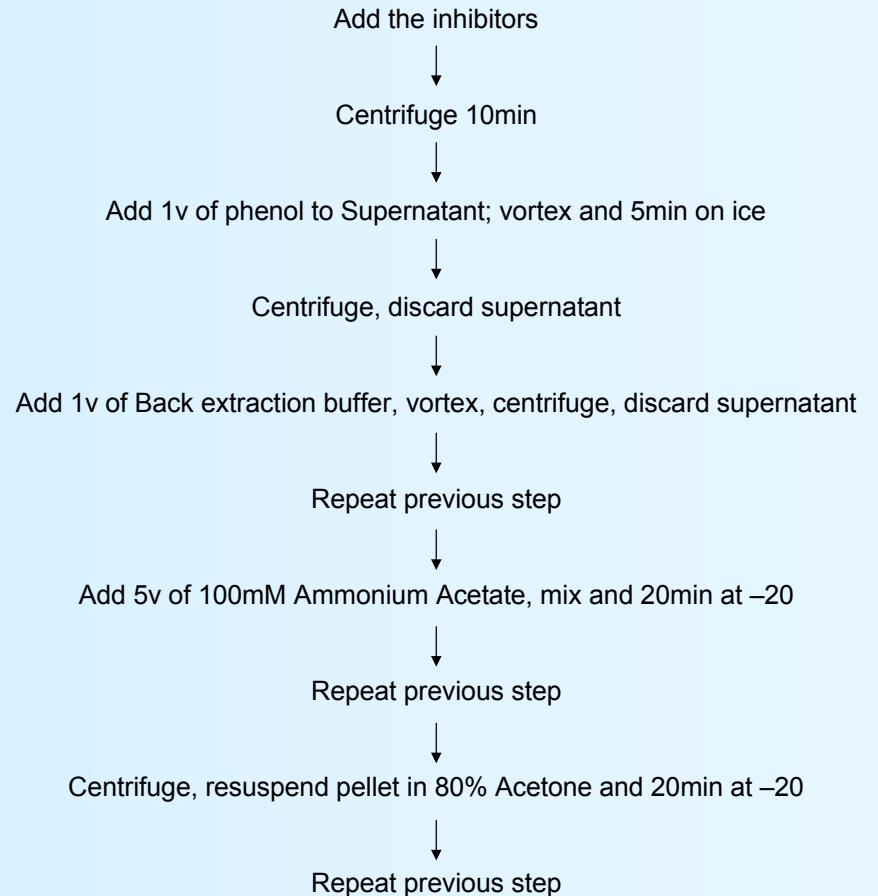 Add the inhibitors
Centrifuge 10min
Add 1v of phenol to Supernatant; vortex and 5min on ice
Centrifuge, discard supernatant
Add 1v of Back extraction buffer, vortex, centrifuge, discard supernatant
Repeat previous step
Add 5v of 100mM Ammonium Acetate, mix and 20min at –20
Repeat previous step
Centrifuge, resuspend pellet in 80% Acetone and 20min at –20
Repeat previous step